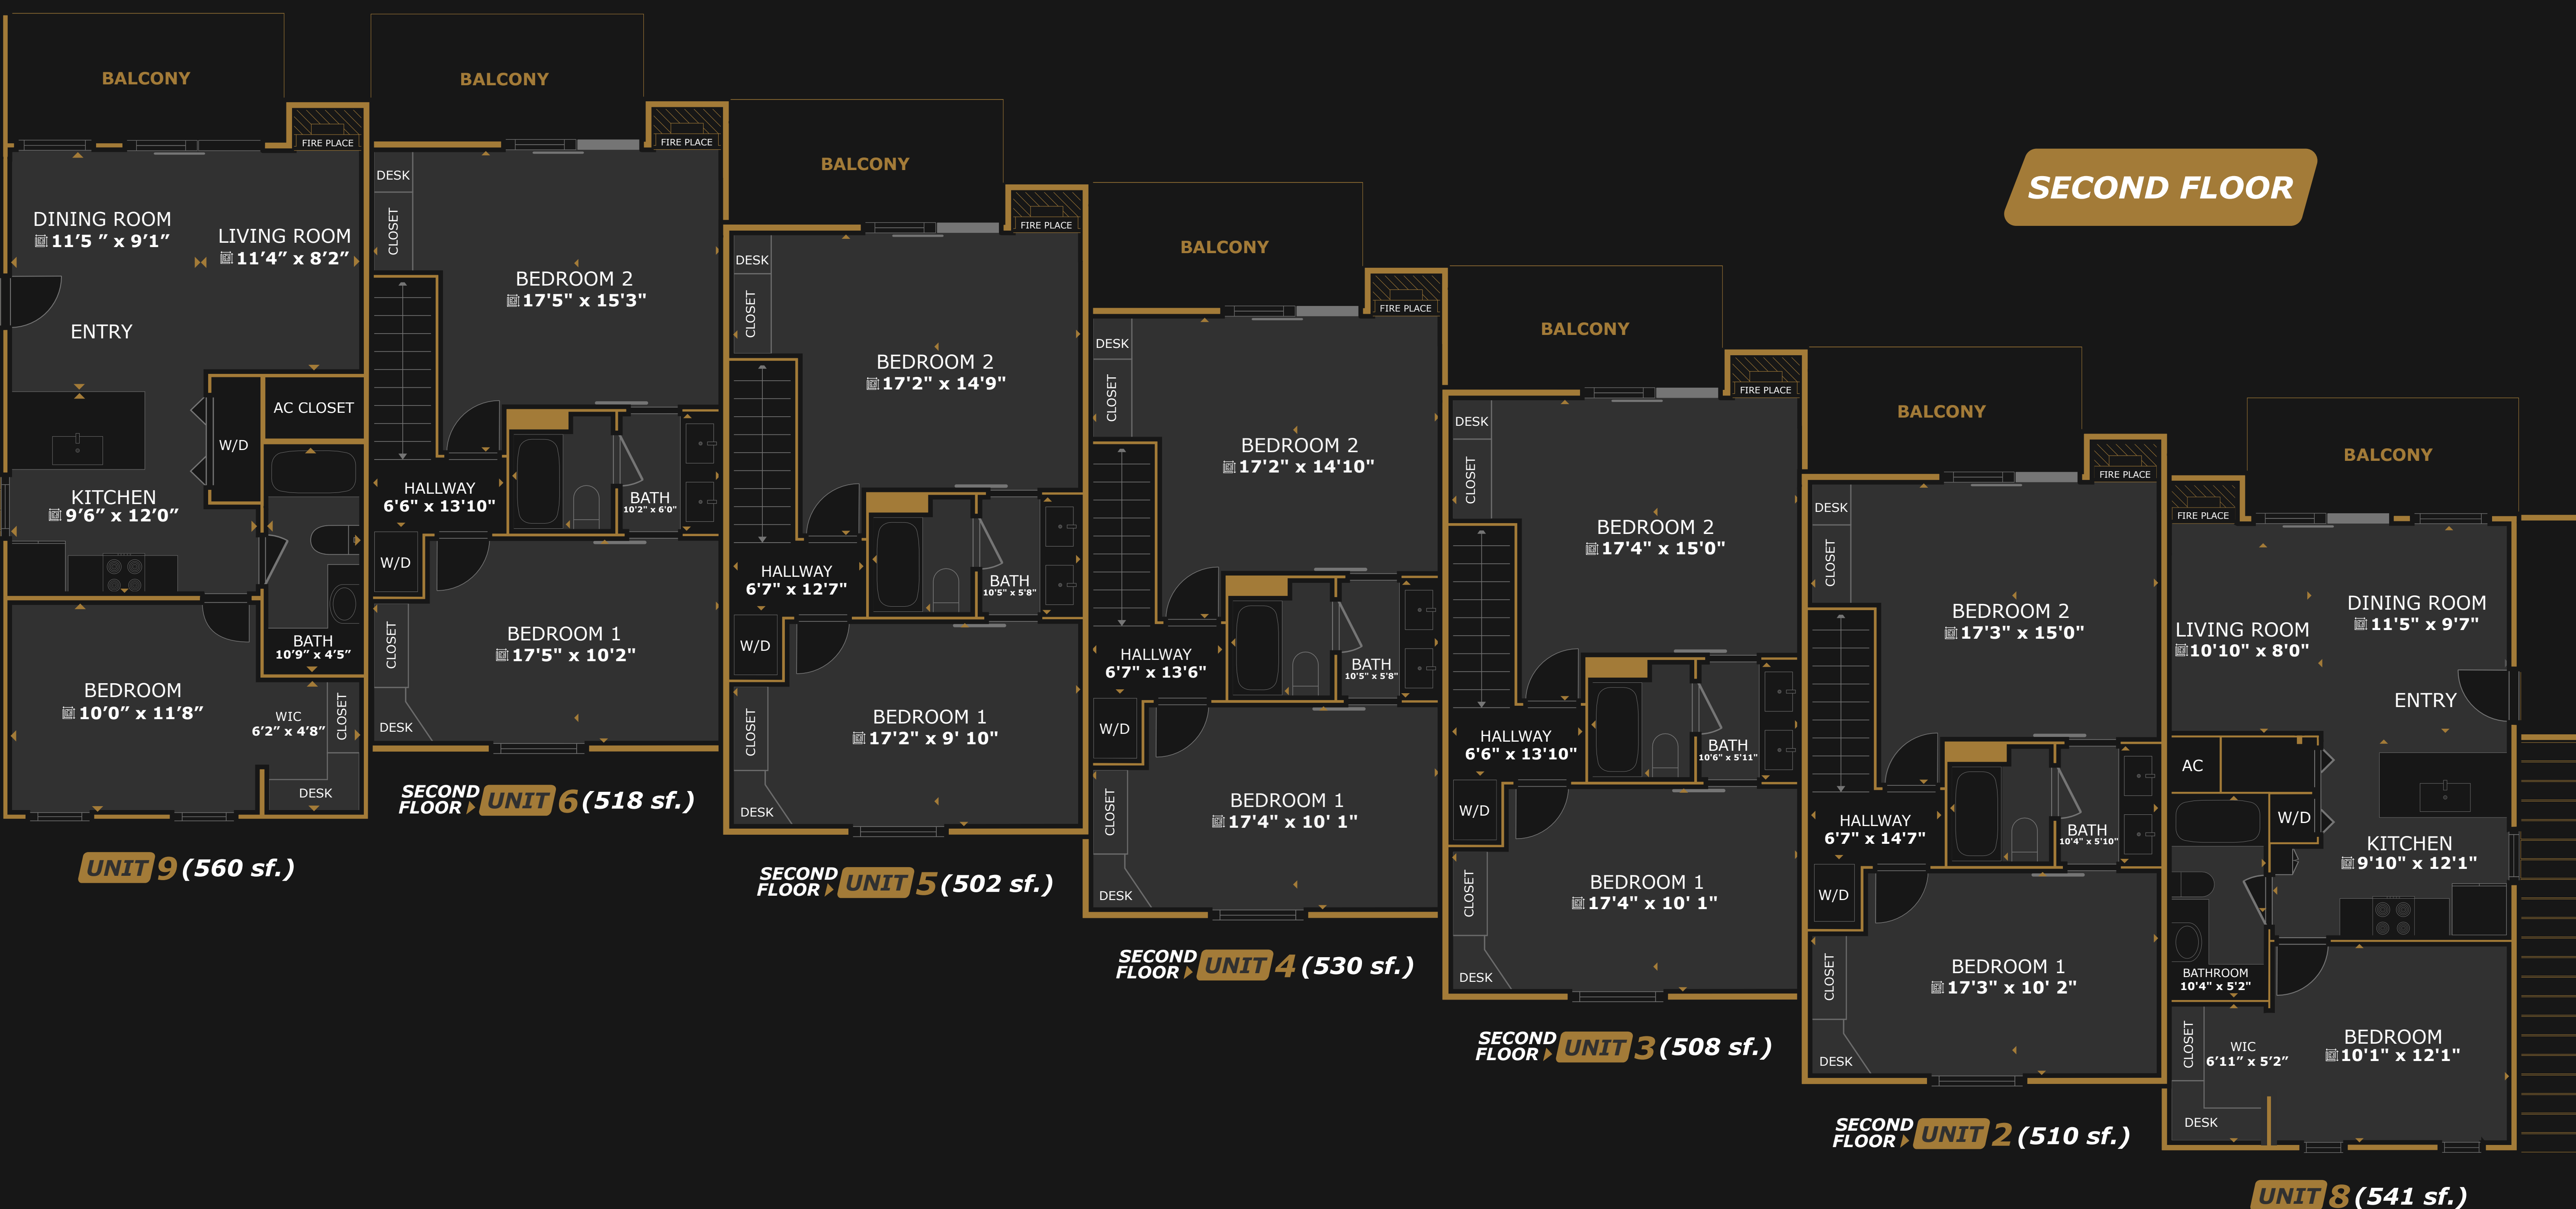 SECOND FLOOR
BALCONY
FIRE PLACE
DINING ROOM
11’5 ” x 9’1”
LIVING ROOM
11’4” x 8’2”
ENTRY
AC CLOSET
W/D
KITCHEN
9’6” x 12’0”
BATH
10’9” x 4’5”
BEDROOM
10’0” x 11’8”
WIC
6’2” x 4’8”
CLOSET
DESK
UNIT 9 (560 sf.)
BALCONY
FIRE PLACE
DESK
CLOSET
BEDROOM 2
17'5" x 15'3"
HALLWAY
6'6" x 13'10"
BATH
10'2" x 6'0"
W/D
BEDROOM 1
17'5" x 10'2"
CLOSET
DESK
SECOND
FLOOR UNIT 6 (518 sf.)
BALCONY
FIRE PLACE
DESK
CLOSET
BEDROOM 2
17'2" x 14'9"
HALLWAY
6'7" x 12'7"
BATH
10'5" x 5'8"
W/D
BEDROOM 1
17'2" x 9' 10"
CLOSET
DESK
SECOND
FLOOR UNIT 5 (502 sf.)
BALCONY
FIRE PLACE
DESK
CLOSET
BEDROOM 2
17'2" x 14'10"
HALLWAY
6'7" x 13'6"
BATH
10'5" x 5'8"
W/D
BEDROOM 1
17'4" x 10' 1"
CLOSET
DESK
SECOND
FLOOR UNIT 4 (530 sf.)
BALCONY
FIRE PLACE
DESK
CLOSET
BEDROOM 2
17'4" x 15'0"
HALLWAY
6'6" x 13'10"
BATH
10'6" x 5'11"
W/D
BEDROOM 1
17'4" x 10' 1"
CLOSET
DESK
SECOND
FLOOR UNIT 3 (508 sf.)
BALCONY
FIRE PLACE
DESK
CLOSET
BEDROOM 2
17'3" x 15'0"
HALLWAY
6'7" x 14'7"
BATH
10'4" x 5'10"
W/D
BEDROOM 1
17'3" x 10' 2"
CLOSET
DESK
SECOND
FLOOR UNIT 2 (510 sf.)
BALCONY
FIRE PLACE
DINING ROOM
11'5" x 9'7"
LIVING ROOM
10'10" x 8'0"
ENTRY
AC
W/D
KITCHEN
9'10" x 12'1"
BATHROOM
10'4" x 5'2"
BEDROOM
10'1" x 12'1"
WIC
6’11” x 5’2”
CLOSET
DESK
UNIT 8 (541 sf.)